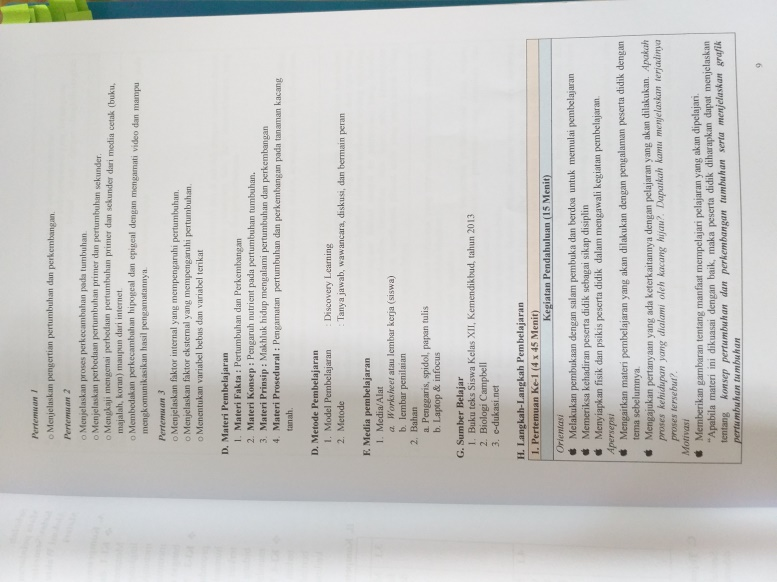 Pertemuan 1
○ Menjelaskan pengertian pertumbuhan dan perkembangan.
Pertemuan 2
○ Menjelaskan proses perkecambahan pada tumbuhan.
○ Menjelaskan perbedaan pertumbuhan primer dan pertumbuhan sekunder.
○ Mengkaji mengenai perbedaan pertumbuhan primer dan sekunder dari media cetak (buku,
majalah, koran) maupun dari internet.
○ Membedakan perkecambahan hipogeal dan epigeal dengan mengamati video dan mampu
mengkomunikasikan hasil pengamatannya.
Pertemuan 3
○ Menjelaskan faktor internal yang mempengaruhi pertumbuhan.
○ Menjelaskan faktor eksternal yang mempengaruhi pertumbuhan.
○ Menentukan variabel bebas dan variabel terikat
D. Materi Pembelajaran
1. Materi Fakta : Pertumbuhan dan Perkembangan
2. Materi Konsep : Pengaruh nutrient pada pertumbuhan tumbuhan.
3. Materi Prinsip : Makhluk hidup mengalami pertumbuhan dan perkembangan
4. Materi Prosedural : Pengamatan pertumbuhan dan perkembangan pada tanaman kacang
tanah.
D. Metode Pembelajaran
1. Model Pembelajaran : Discovery Learning
2. Metode : Tanya jawab, wawancara, diskusi, dan bermain peran
F. Media pembelajaran
1. Media/Alat
a. Worksheet atau lembar kerja (siswa)
b. lembar penilaian
2. Bahan
a. Penggaris, spidol, papan tulis
b. Laptop & infocus
G. Sumber Belajar
1. Buku teks Siswa Kelas XII, Kemendikbud, tahun 2013
2. Biologi Campbell
3. e-dukasi.net
H. Langkah-Langkah Pembelajaran
1. Pertemuan Ke-1 (4 x 45 Menit)
Kegiatan Pendahuluan (15 Menit)
Orientasi
Melakukan pembukaan dengan salam pembuka dan berdoa untuk memulai pembelajaran
Memeriksa kehadiran peserta didik sebagai sikap disiplin
Menyiapkan fisik dan psikis peserta didik dalam mengawali kegiatan pembelajaran.
Apersepsi
Mengaitkan materi pembelajaran yang akan dilakukan dengan pengalaman peserta didik dengan
tema sebelumnya.
Mengajukan pertanyaan yang ada keterkaitannya dengan pelajaran yang akan dilakukan. Apakah
proses kehidupan yang dialami oleh kacang hijau?. Dapatkah kamu menjelaskan terjadinya
proses tersebut?.
Motivasi
Memberikan gambaran tentang manfaat mempelajari pelajaran yang akan dipelajari.
"Apabila materi ini dikuasai dengan baik, maka peserta didik diharapkan dapat menjelaskan
tentang konsep pertumbuhan dan perkembangan tumbuhan serta menjelaskan grafik
pertumbuhan tumbuhan
9